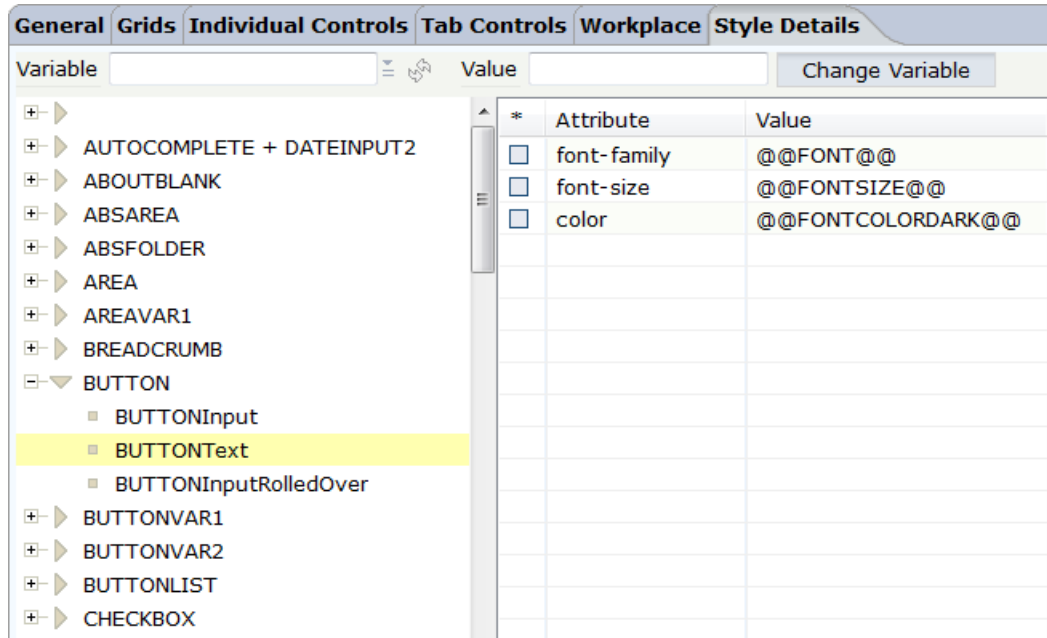 General Grids Individual Controls Tab Controls Workplace Style Details
Variable Value Change Variable
* Attribute Value
AUTOCOMPLETE + DATEINPUT2
ABOUTBLANK
ABSAREA
ABSFOLDER
AREA
AREAVAR1
BREADCRUMB
BUTTON
BUTTONInput
BUTTONText
BUTTONInputRolledOver
BUTTONVAR1
BUTTONVAR2
BUTTONLIST
CHECKBOX
font-family @@FONT@@
font-size @@FONTSIZE@@
color @@FONTCOLORDARK@@